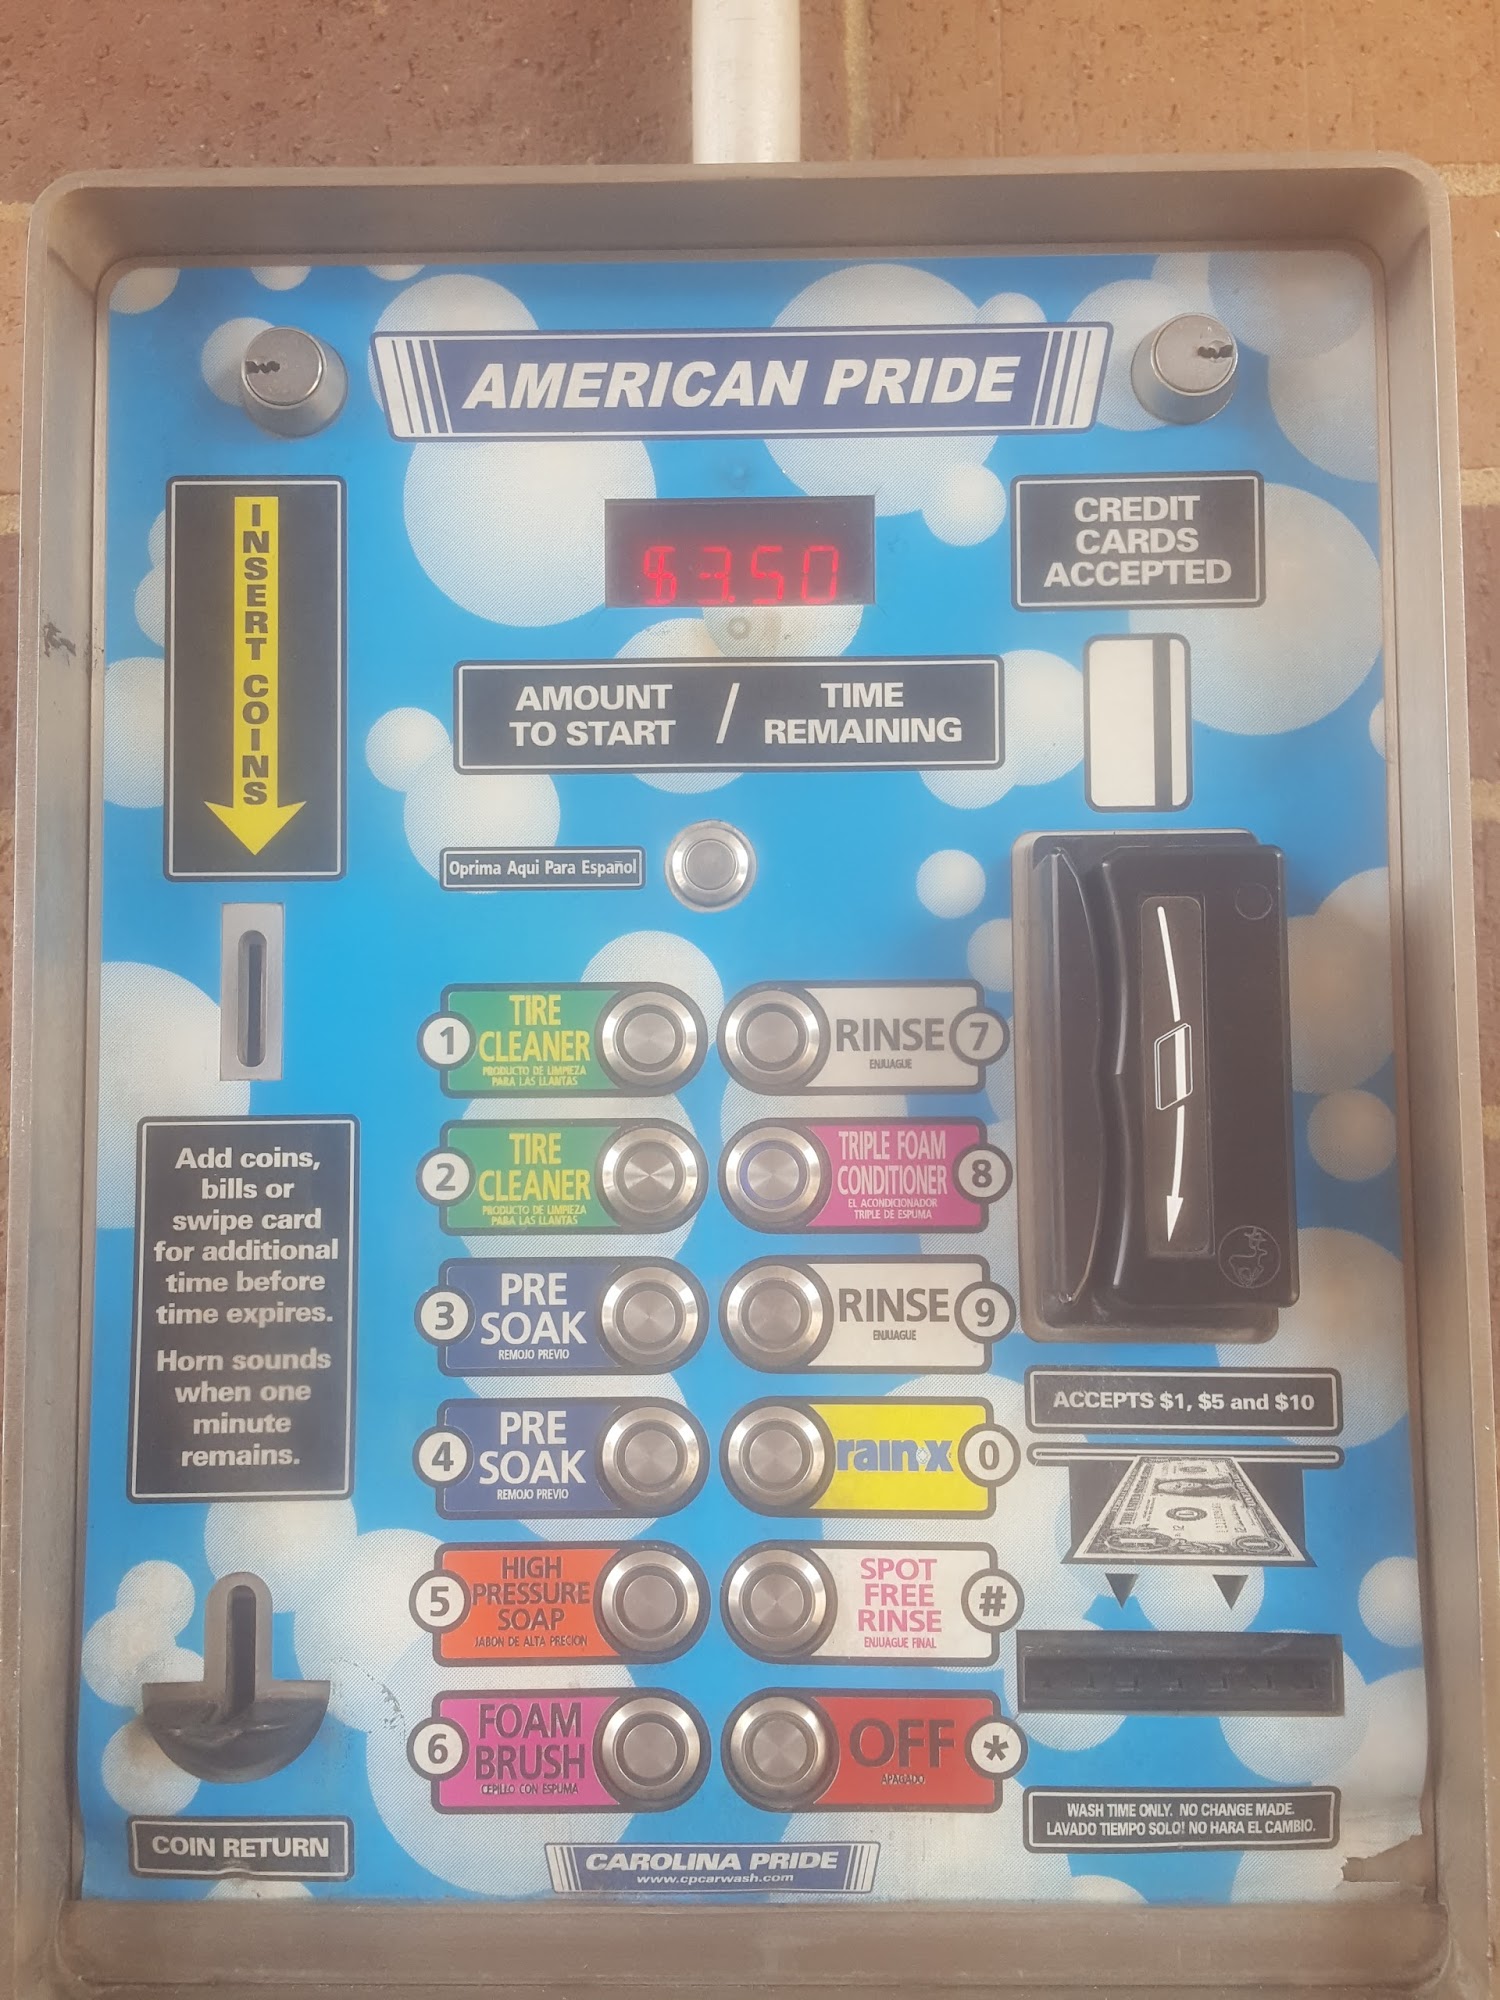 AMERICAN PRIDE
INSERT COINS
$3.50
CREDIT
CARDS
ACCEPTED
AMOUNT
TO START
/
TIME
REMAINING
Oprima Aqui Para Español
1
TIRE
CLEANER
PRODUCTO DE LIMPIEZA
PARA LAS LLANTAS
RINSE
ENJUAGUE
7
2
TIRE
CLEANER
PRODUCTO DE LIMPIEZA
PARA LAS LLANTAS
TRIPLE FOAM
CONDITIONER
EL ACONDICIONADOR
TRIPLE DE ESPUMA
8
3
PRE
SOAK
REMOJO PREVIO
RINSE
ENJUAGUE
9
4
PRE
SOAK
REMOJO PREVIO
rain-x
0
5
HIGH
PRESSURE
SOAP
JABON DE ALTA PRECION
SPOT
FREE
RINSE
ENJUAGUE FINAL
#
6
FOAM
BRUSH
CEPILLO CON ESPUMA
OFF
APAGADO
*
Add coins,
bills or
swipe card
for additional
time before
time expires.
Horn sounds
when one
minute
remains.
COIN RETURN
ACCEPTS $1, $5 and $10
WASH TIME ONLY. NO CHANGE MADE.
LAVADO TIEMPO SOLO! NO HARA EL CAMBIO.
CAROLINA PRIDE
www.cpcarwash.com